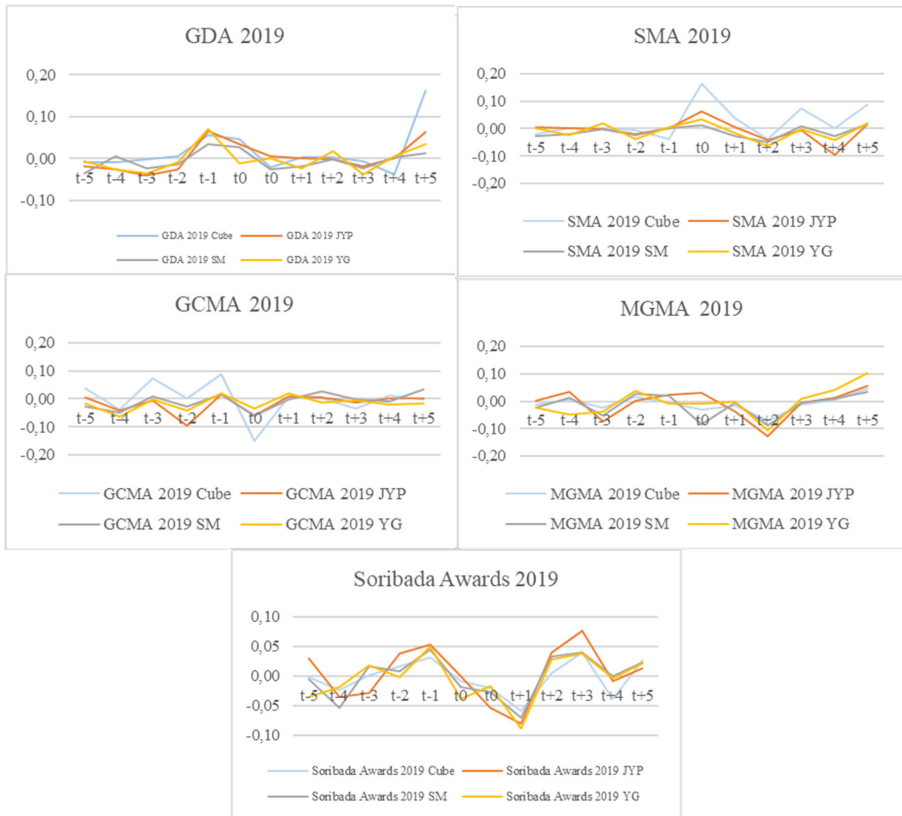 GDA 2019
0,20
0,10
0,00
-0,10
t-5 t-4 t-3 t-2 t-1 t0 t0 t+1 t+2 t+3 t+4 t+5
GDA 2019 Cube GDA 2019 JYP
GDA 2019 SM GDA 2019 YG
SMA 2019
0,20
0,10
0,00
-0,10
-0,20
t-5 t-4 t-3 t-2 t-1 t0 t+1 t+2 t+3 t+4 t+5
SMA 2019 Cube SMA 2019 JYP
SMA 2019 SM SMA 2019 YG
GCMA 2019
0,20
0,10
0,00
-0,10
-0,20
t-5 t-4 t-3 t-2 t-1 t0 t+1 t+2 t+3 t+4 t+5
GCMA 2019 Cube GCMA 2019 JYP
GCMA 2019 SM GCMA 2019 YG
MGMA 2019
0,20
0,10
0,00
-0,10
-0,20
t-5 t-4 t-3 t-2 t-1 t0 t+1 t+2 t+3 t+4 t+5
MGMA 2019 Cube MGMA 2019 JYP
MGMA 2019 SM MGMA 2019 YG
Soribada Awards 2019
0,10
0,05
0,00
-0,05
-0,10
t-5 t-4 t-3 t-2 t-1 t0 t0 t+1 t+2 t+3 t+4 t+5
Soribada Awards 2019 Cube Soribada Awards 2019 JYP
Soribada Awards 2019 SM Soribada Awards 2019 YG